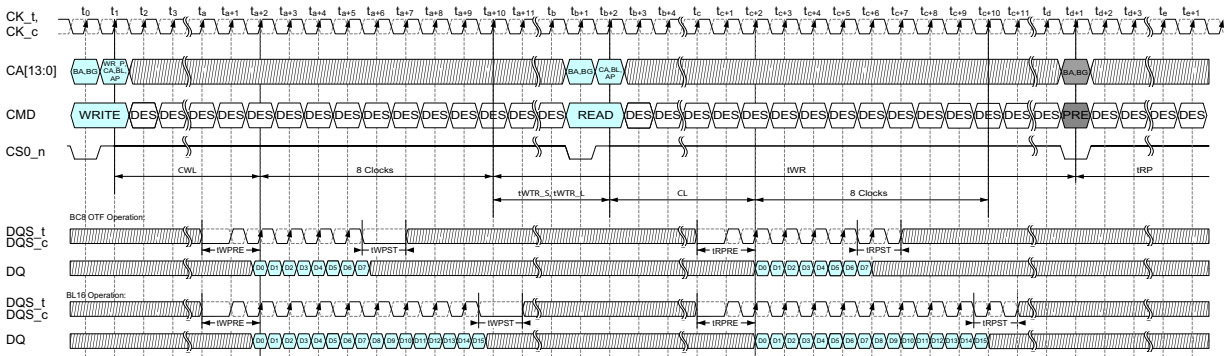 t0 t1 t2 t3 ta ta+1 ta+2 ta+3 ta+4 ta+5 ta+6 ta+7 ta+8 ta+9 ta+10 ta+11 tb tb+1 tb+2 tb+3 tb+4 tc tc+1 tc+2 tc+3 tc+4 tc+5 tc+6 tc+7 tc+8 tc+9 tc+10 tc+11 td td+1 td+2 td+3 te te+1
CK_t,
CK_c
CA[13:0] BA,BG WR_P CA,BL, AP BA,BG CA,BL, AP BA,BG
CMD WRITE DES DES DES DES DES DES DES DES DES DES DES DES DES DES DES READ DES DES DES DES DES DES DES DES DES DES DES DES DES DES DES PRE DES DES DES DES
CS0_n
CWL 8 Clocks tWR tRP
tWTR_S, tWTR_L CL 8 Clocks
BC8 OTF Operation:
DQS_t
DQS_c
tWPRE tWPST tRPRE tRPST
DQ D0 D1 D2 D3 D4 D5 D6 D7 D0 D1 D2 D3 D4 D5 D6 D7
BL16 Operation:
DQS_t
DQS_c
tWPRE tWPST tRPRE tRPST
DQ D0 D1 D2 D3 D4 D5 D6 D7 D8 D9 D10 D11 D12 D13 D14 D15 D0 D1 D2 D3 D4 D5 D6 D7 D8 D9 D10 D11 D12 D13 D14 D15